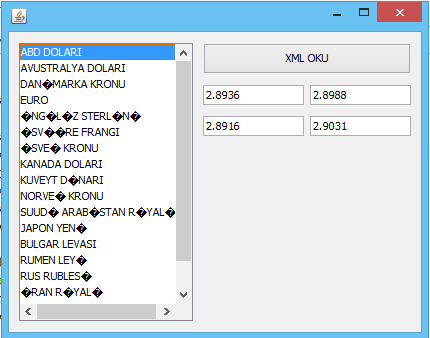 ABD DOLARI
AVUSTRALYA DOLARI
DAN�MARKA KRONU
EURO
�NG�L�Z STERL�N�
�SV��RE FRANGI
�SVE� KRONU
KANADA DOLARI
KUVEYT D�NARI
NORVE� KRONU
SUUD� ARAB�STAN R�YAL�
JAPON YEN�
BULGAR LEVASI
RUMEN LEY�
RUS RUBLES�
�RAN R�YAL�
XML OKU
2.8936 2.8988
2.8916 2.9031